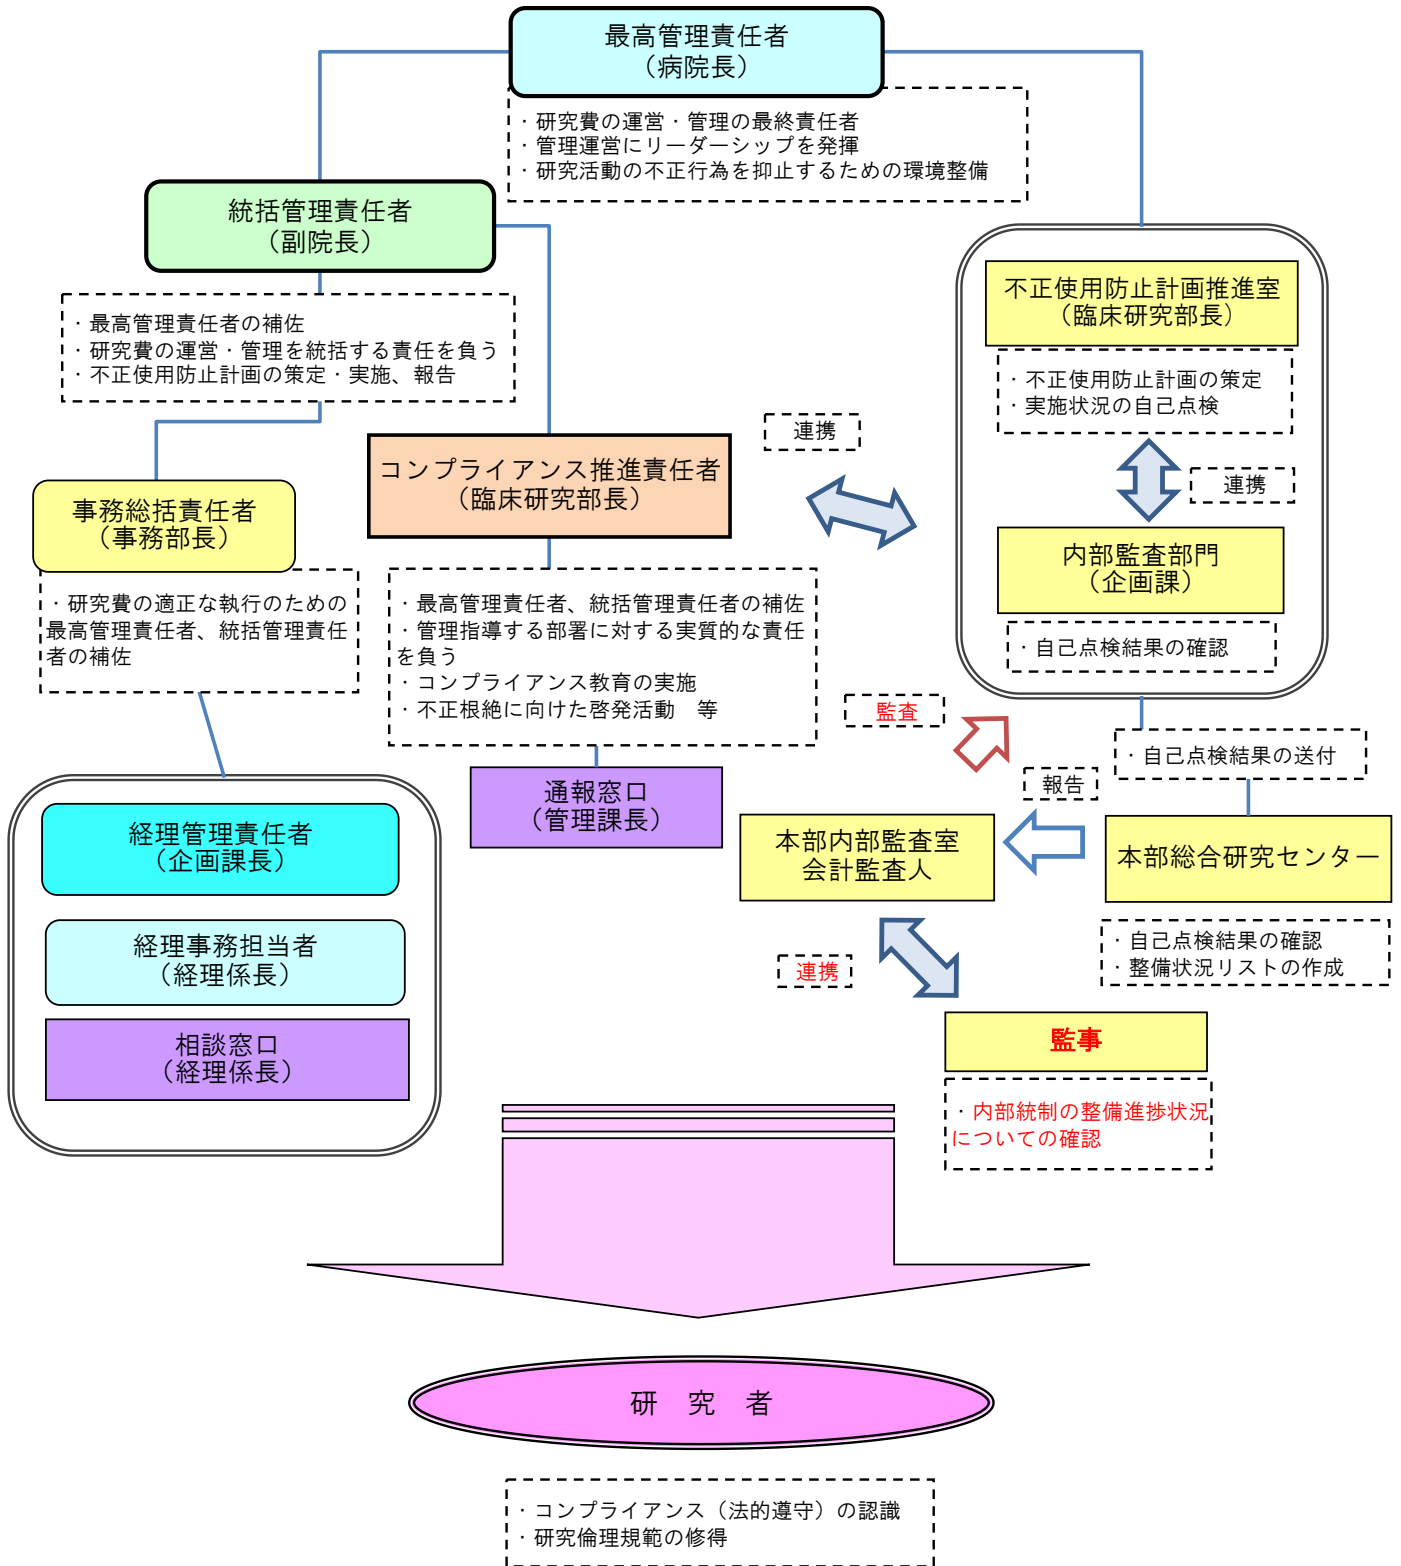 最高管理責任者
（病院長）
・研究費の運営・管理の最終責任者
・管理運営にリーダーシップを発揮
・研究活動の不正行為を抑止するための環境整備
統括管理責任者
（副院長）
・最高管理責任者の補佐
・研究費の運営・管理を統括する責任を負う
・不正使用防止計画の策定・実施、報告
不正使用防止計画推進室
（臨床研究部長）
・不正使用防止計画の策定
・実施状況の自己点検
連携
連携
コンプライアンス推進責任者
（臨床研究部長）
事務総括責任者
（事務部長）
内部監査部門
（企画課）
・自己点検結果の確認
・研究費の適正な執行のための
最高管理責任者、統括管理責任
者の補佐
・最高管理責任者、統括管理責任者の補佐
・管理指導する部署に対する実質的な責任
を負う
・コンプライアンス教育の実施
・不正根絶に向けた啓発活動　等
監査
・自己点検結果の送付
報告
通報窓口
（管理課長）
経理管理責任者
（企画課長）
本部内部監査室
会計監査人
本部総合研究センター
・自己点検結果の確認
・整備状況リストの作成
経理事務担当者
（経理係長）
連携
相談窓口
（経理係長）
監事
・内部統制の整備進捗状況
についての確認
研　究　者
・コンプライアンス（法的遵守）の認識
・研究倫理規範の修得